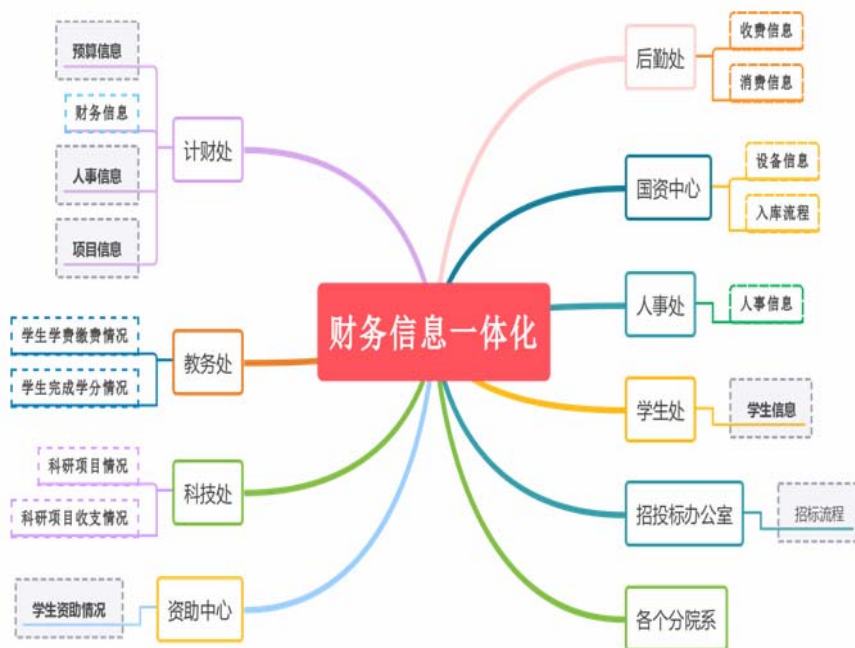 财务信息一体化
计财处
预算信息
财务信息
人事信息
项目信息
教务处
学生学费缴费情况
学生完成学分情况
科技处
科研项目情况
科研项目收支情况
资助中心
学生资助情况
后勤处
收费信息
消费信息
国资中心
设备信息
入库流程
人事处
人事信息
学生处
学生信息
招投标办公室
招标流程
各个分院系